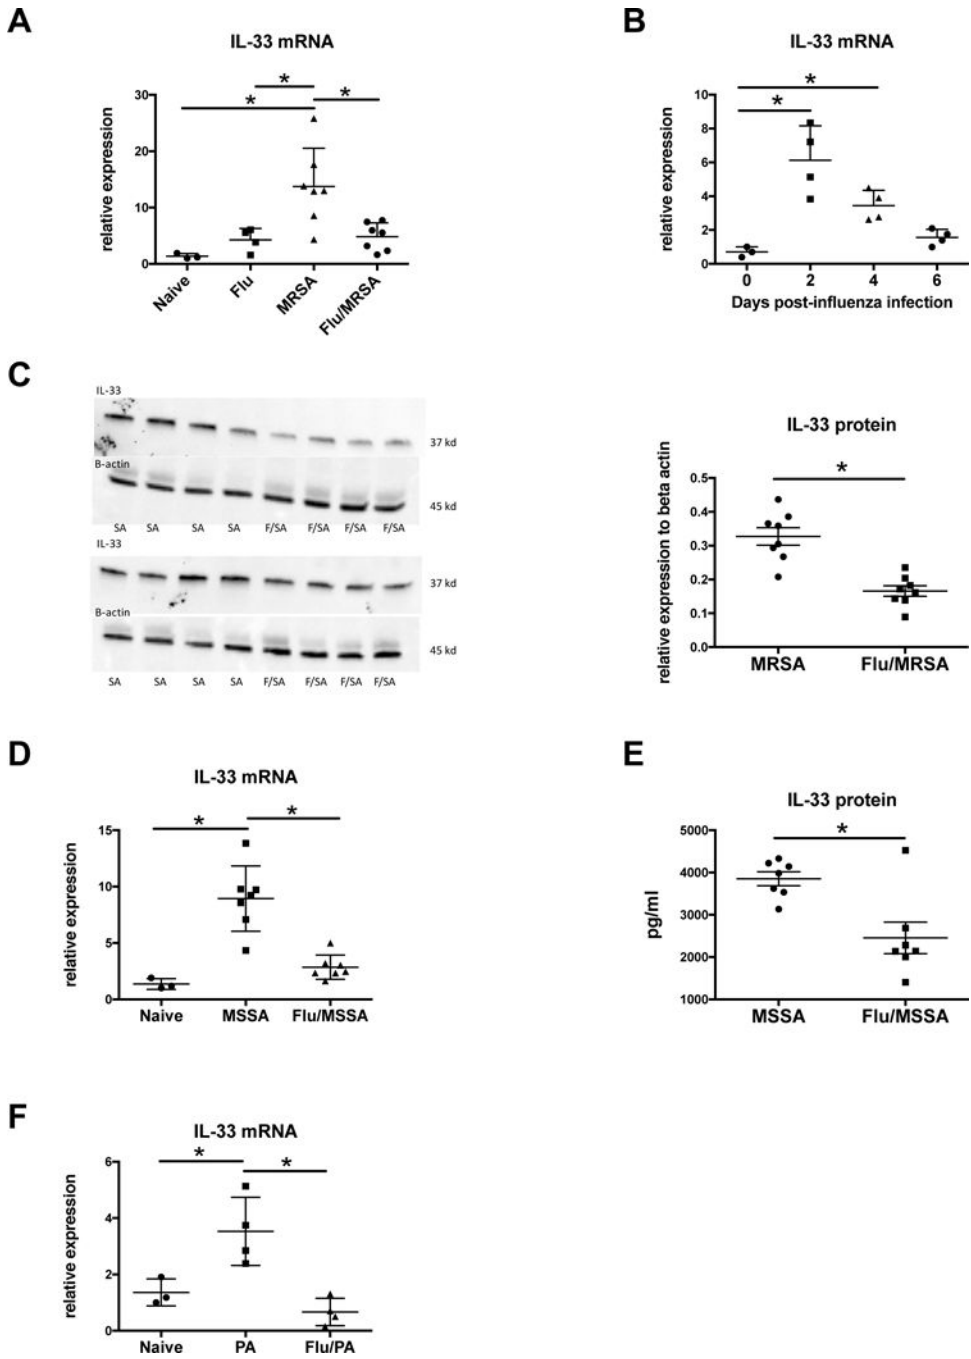 A
IL-33 mRNA
relative expression
30
20
10
0
* * *
Naive Flu MRSA Flu/MRSA
B
IL-33 mRNA
relative expression
10
8
6
4
2
0
* *
0 2 4 6
Days post-influenza infection
C
IL-33
37 kd
B-actin
45 kd
SA SA SA SA F/SA F/SA F/SA F/SA
IL-33
37 kd
B-actin
45 kd
SA SA SA SA F/SA F/SA F/SA F/SA
IL-33 protein
relative expression to beta actin
0.5
0.4
0.3
0.2
0.1
0.0
*
MRSA Flu/MRSA
D
IL-33 mRNA
relative expression
15
10
5
0
* *
Naive MSSA Flu/MSSA
E
IL-33 protein
pg/ml
5000
4000
3000
2000
1000
*
MSSA Flu/MSSA
F
IL-33 mRNA
relative expression
6
4
2
0
* *
Naive PA Flu/PA